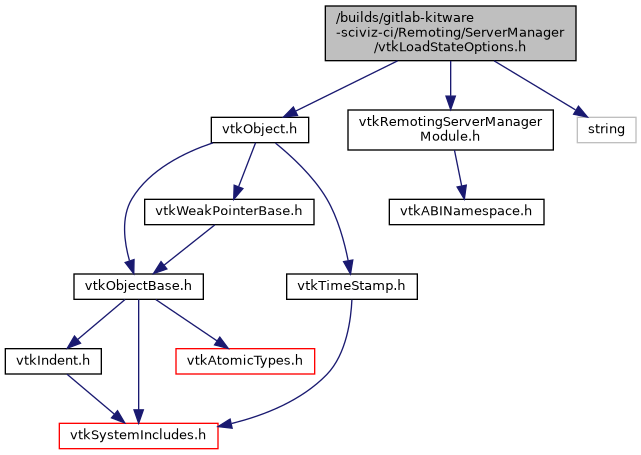 /builds/gitlab-kitware
-sciviz-ci/Remoting/ServerManager
/vtkLoadStateOptions.h
vtkObject.h
vtkRemotingServerManager
Module.h
string
vtkWeakPointerBase.h
vtkABINamespace.h
vtkObjectBase.h
vtkTimeStamp.h
vtkIndent.h
vtkAtomicTypes.h
vtkSystemIncludes.h